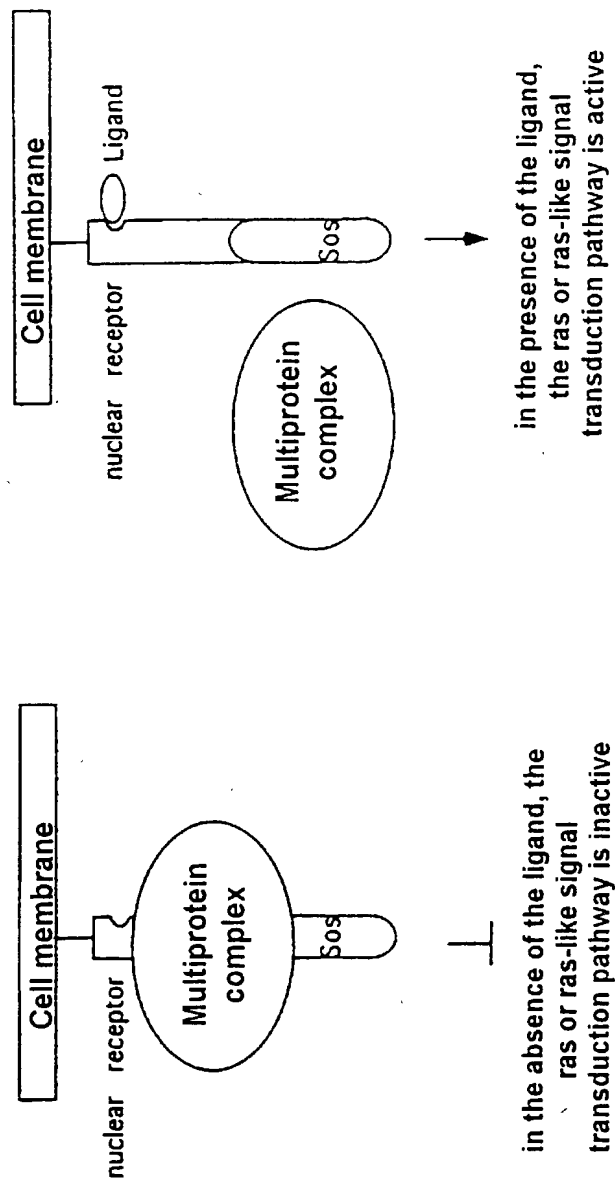 Cell membrane
nuclear receptor
Multiprotein
complex
Sos
in the absence of the ligand, the
ras or ras-like signal
transduction pathway is inactive
Cell membrane
nuclear receptor
Ligand
Multiprotein
complex
Sos
in the presence of the ligand,
the ras or ras-like signal
transduction pathway is active